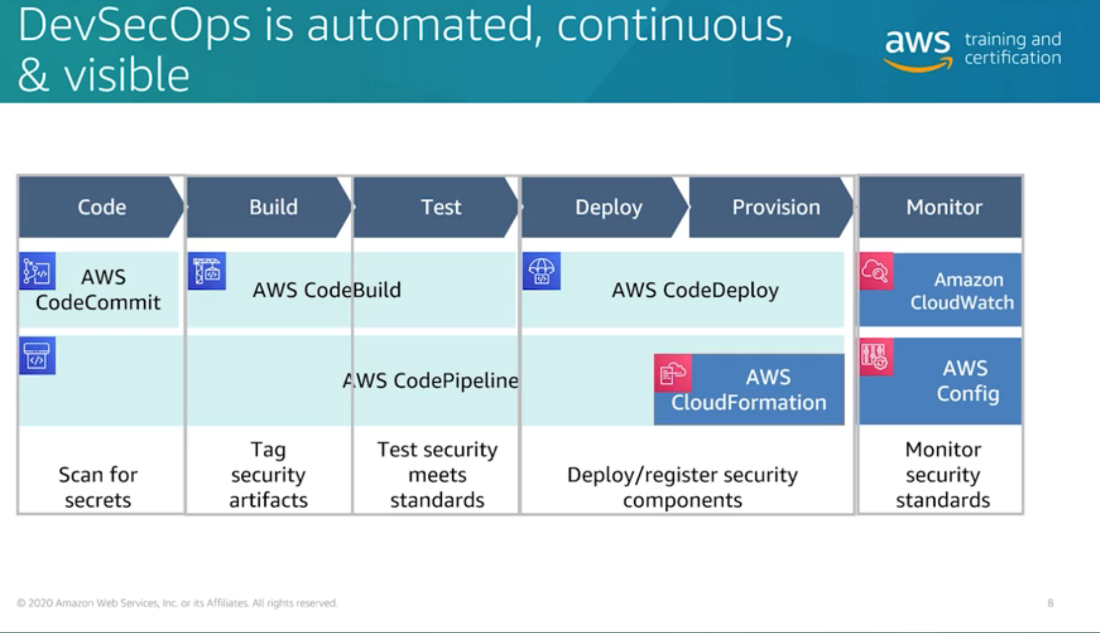 DevSecOps is automated, continuous,
& visible
aws training and
certification
Code
Build
Test
Deploy
Provision
Monitor
AWS
CodeCommit
AWS CodeBuild
AWS CodeDeploy
Amazon
CloudWatch
AWS CodePipeline
AWS
CloudFormation
AWS
Config
Scan for
secrets
Tag
security
artifacts
Test security
meets
standards
Deploy/register security
components
Monitor
security
standards
© 2020 Amazon Web Services, Inc. or its Affiliates. All rights reserved.
8